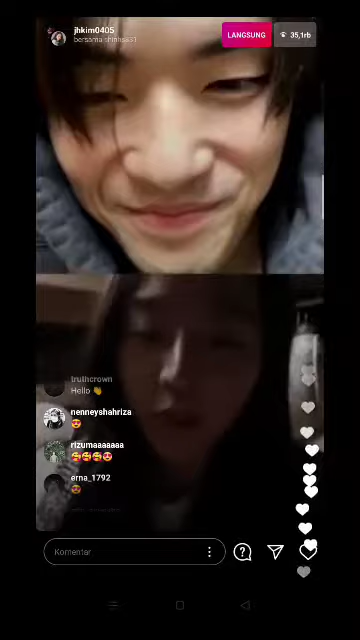 jhkim0405
LANGSUNG
35,1rb
truthcrown
Hello 👋
nenneyshahriza
😍
rizumaaaaaaa
🥰🥰🥰😍
erna_1792
😍
Komentar